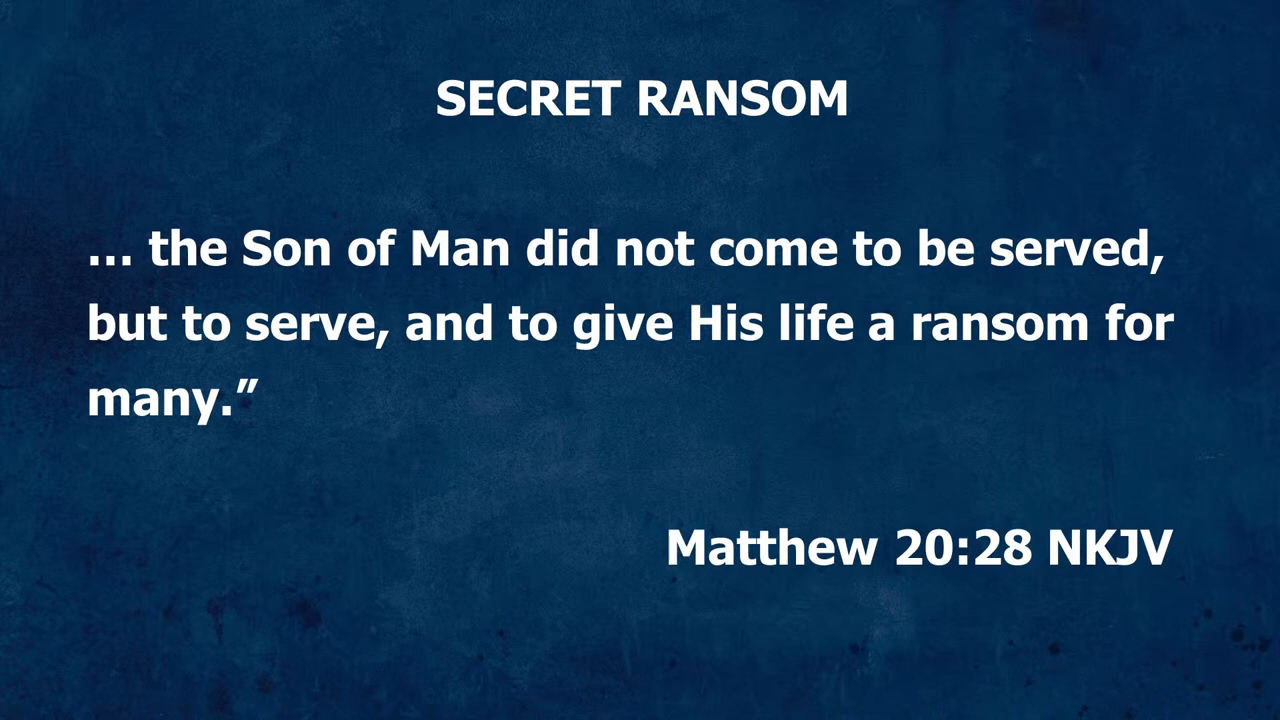 SECRET RANSOM
… the Son of Man did not come to be served,
but to serve, and to give His life a ransom for
many.”
Matthew 20:28 NKJV